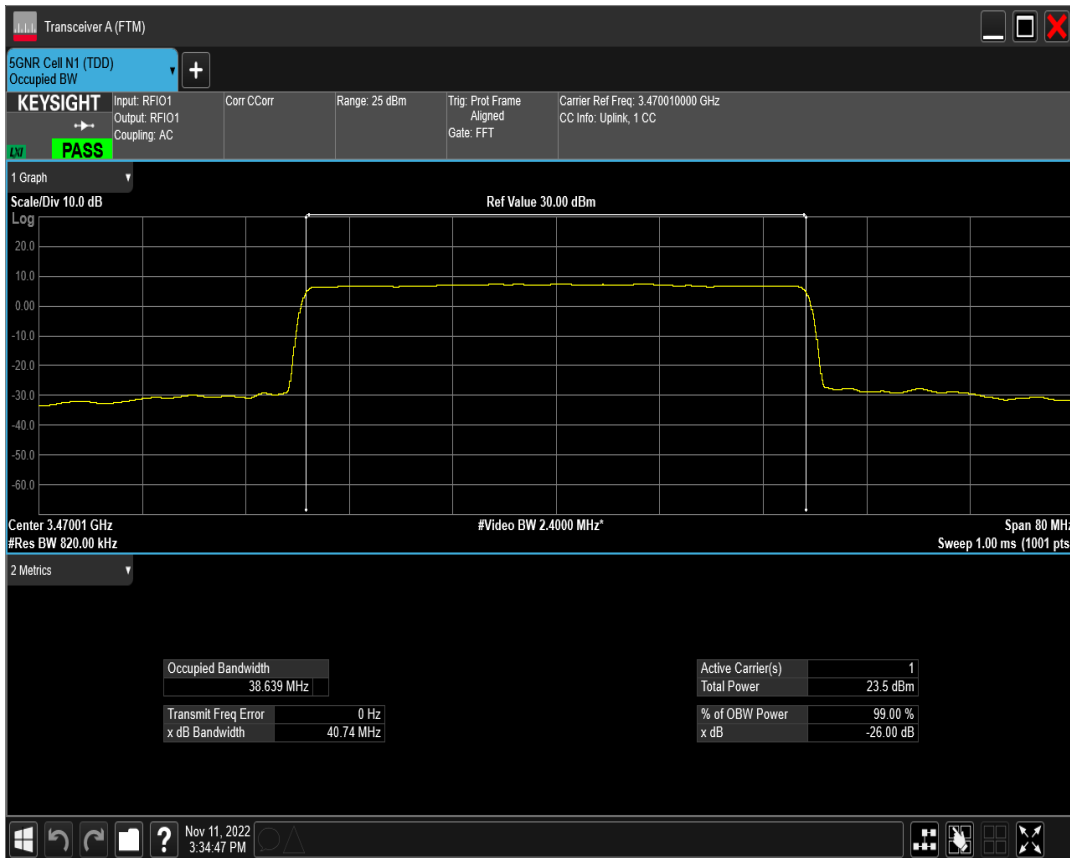 Transceiver A (FTM)
5GNR Cell N1 (TDD)
Occupied BW
+
KEYSIGHT
LXI
PASS
Input: RFIO1
Output: RFIO1
Coupling: AC
Corr CCorr
Range: 25 dBm
Trig: Prot Frame
Aligned
Gate: FFT
Carrier Ref Freq: 3.470010000 GHz
CC Info: Uplink, 1 CC
1 Graph
Scale/Div 10.0 dB
Ref Value 30.00 dBm
Log
20.0
10.0
0.00
-10.0
-20.0
-30.0
-40.0
-50.0
-60.0
Center 3.47001 GHz
#Video BW 2.4000 MHz*
Span 80 MHz
#Res BW 820.00 kHz
Sweep 1.00 ms (1001 pts
2 Metrics
Occupied Bandwidth
38.639 MHz
Transmit Freq Error 0 Hz
x dB Bandwidth 40.74 MHz
Active Carrier(s) 1
Total Power 23.5 dBm
% of OBW Power 99.00 %
x dB -26.00 dB
?
Nov 11, 2022
3:34:47 PM